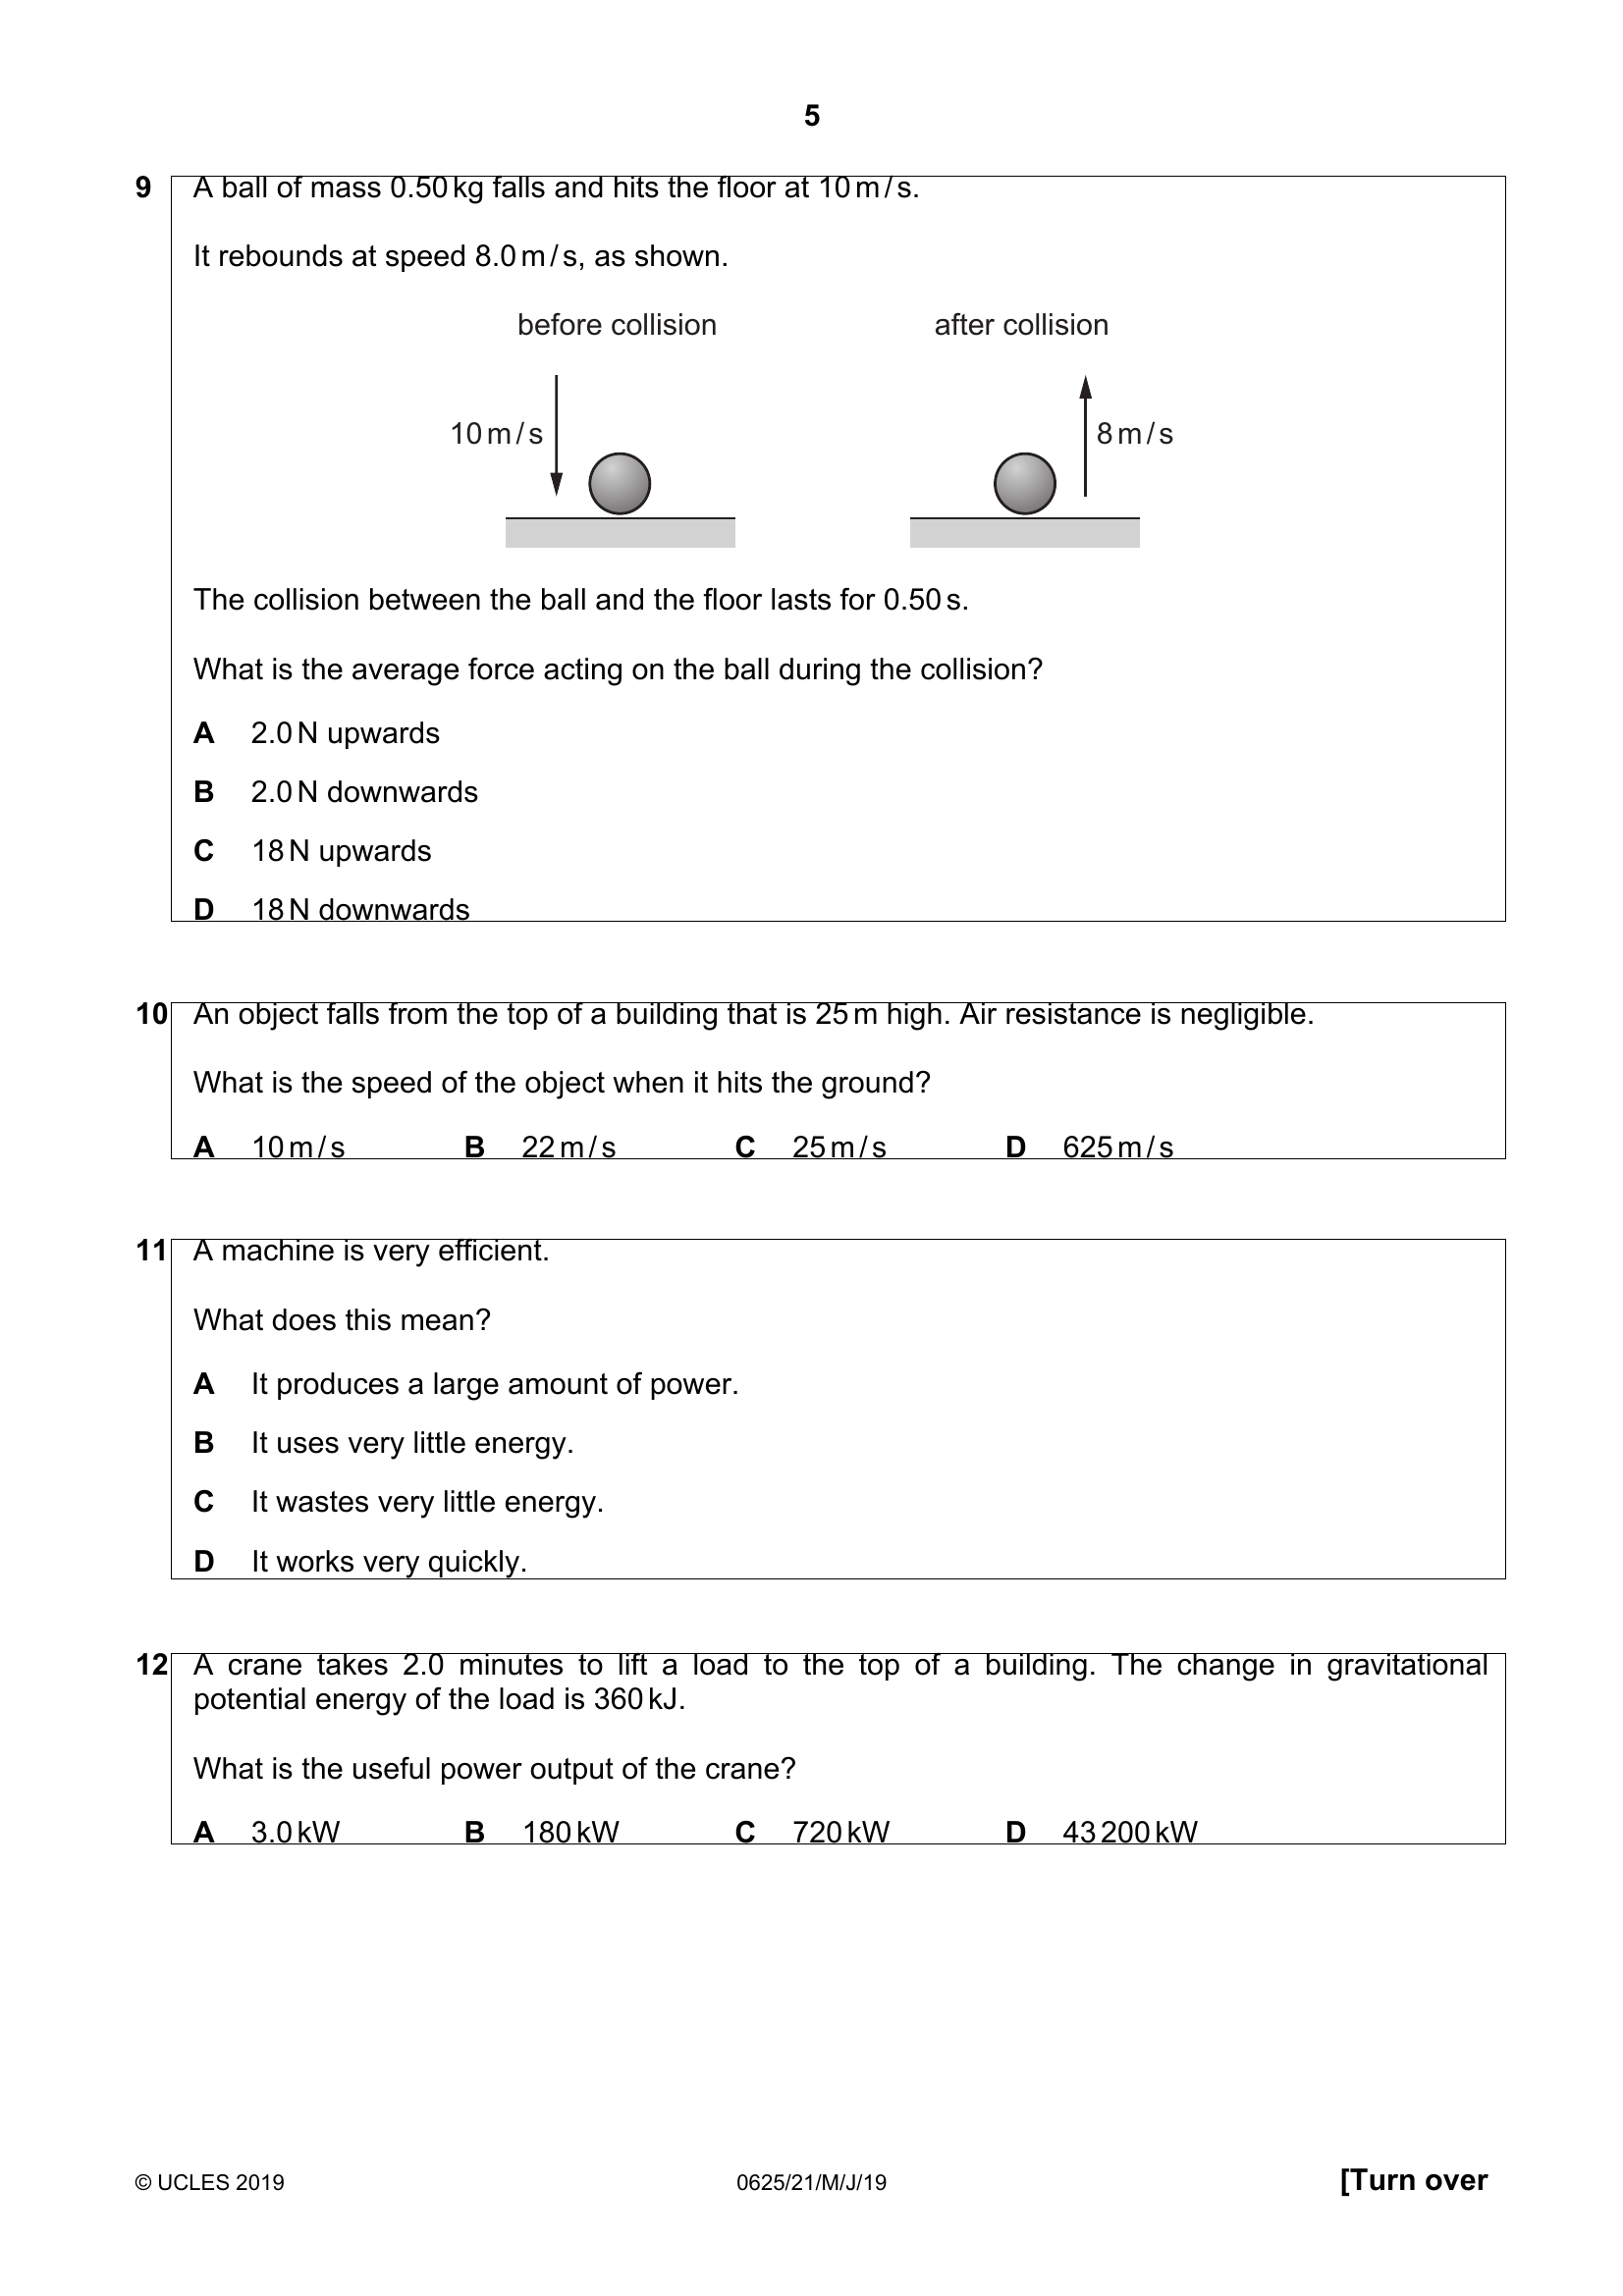 5
9 A ball of mass 0.50 kg falls and hits the floor at 10 m / s.
It rebounds at speed 8.0 m / s, as shown.
before collision after collision
10 m / s 8 m / s
The collision between the ball and the floor lasts for 0.50 s.
What is the average force acting on the ball during the collision?
A 2.0 N upwards
B 2.0 N downwards
C 18 N upwards
D 18 N downwards
10 An object falls from the top of a building that is 25 m high. Air resistance is negligible.
What is the speed of the object when it hits the ground?
A 10 m / s B 22 m / s C 25 m / s D 625 m / s
11 A machine is very efficient.
What does this mean?
A It produces a large amount of power.
B It uses very little energy.
C It wastes very little energy.
D It works very quickly.
12 A crane takes 2.0 minutes to lift a load to the top of a building. The change in gravitational
potential energy of the load is 360 kJ.
What is the useful power output of the crane?
A 3.0 kW B 180 kW C 720 kW D 43 200 kW
© UCLES 2019 0625/21/M/J/19 [Turn over